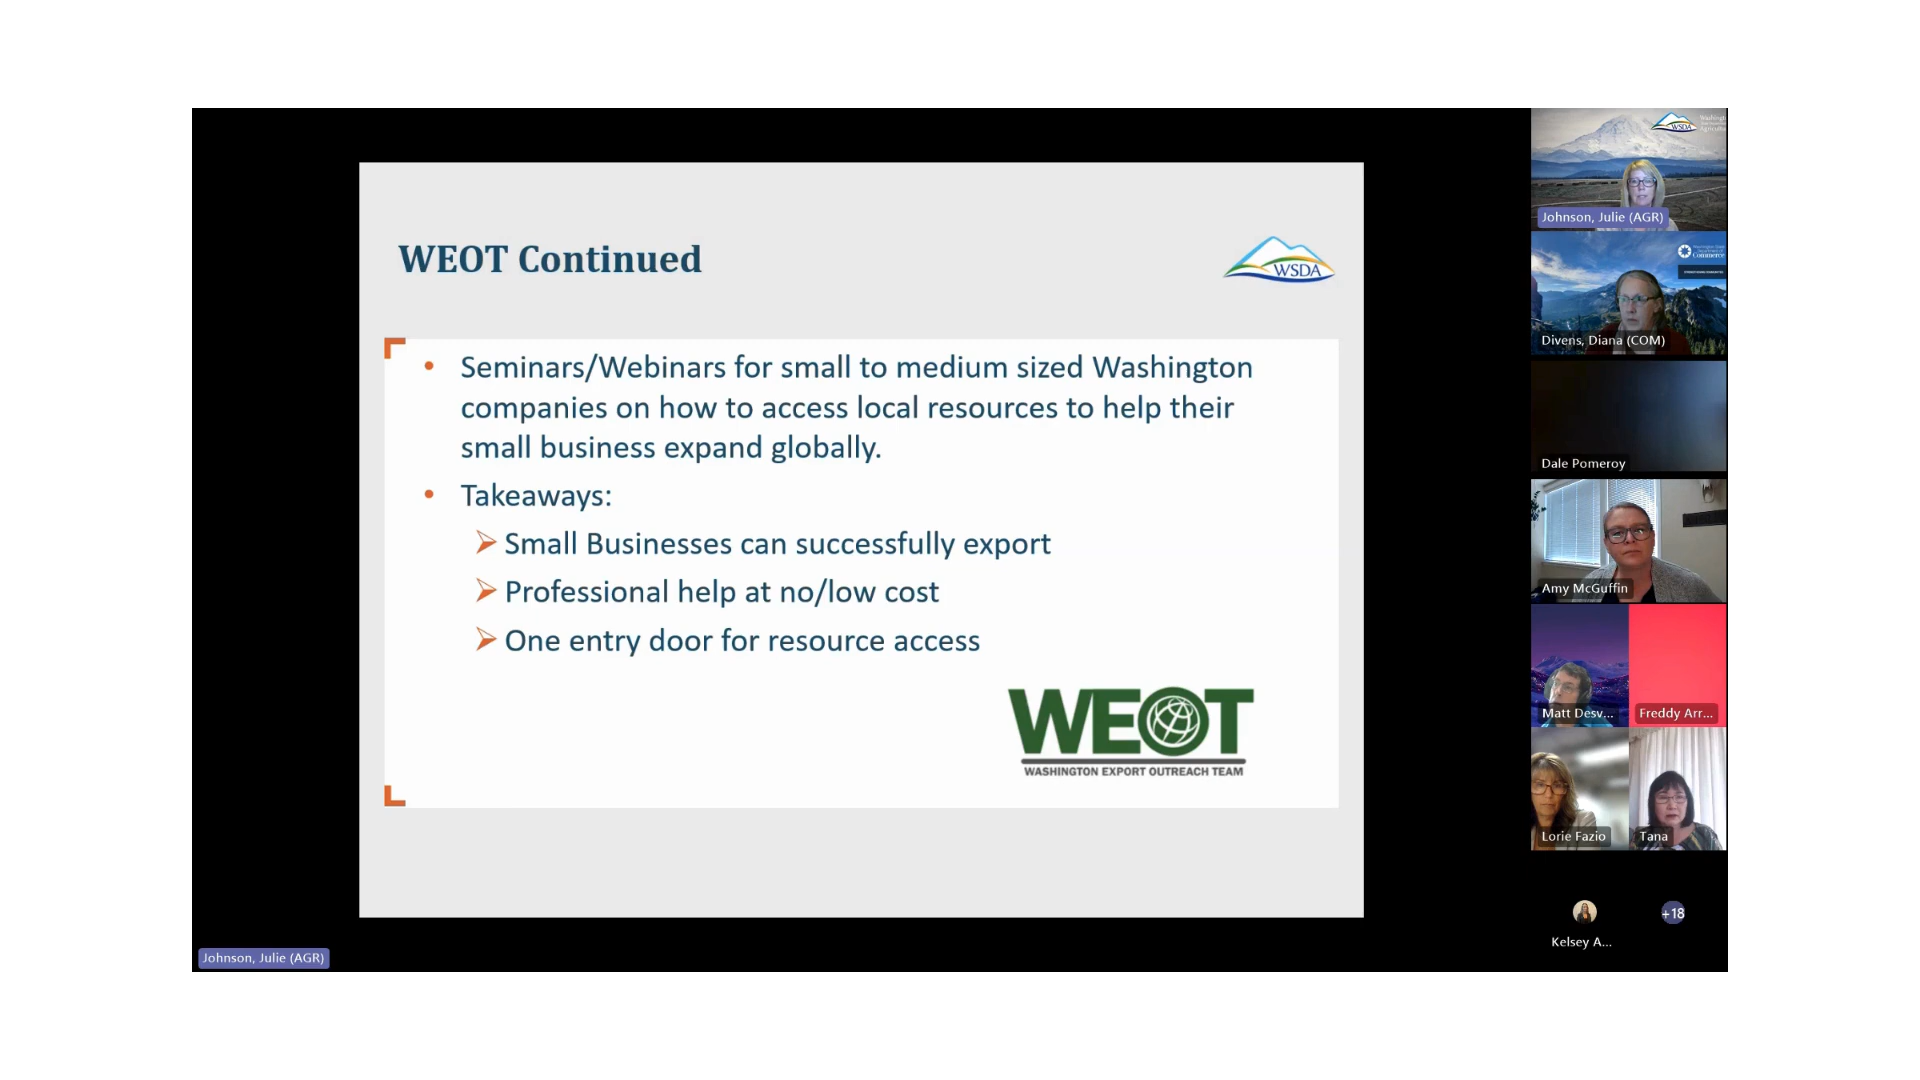 WEOT Continued
WSDA
• Seminars/Webinars for small to medium sized Washington
companies on how to access local resources to help their
small business expand globally.
• Takeaways:
Small Businesses can successfully export
Professional help at no/low cost
One entry door for resource access
WEOT
WASHINGTON EXPORT OUTREACH TEAM
Johnson, Julie (AGR)
WSDA
Johnson, Julie (AGR)
Commerce
Divens, Diana (COM)
Dale Pomeroy
Amy McGuffin
Matt Desv...
Freddy Arr...
Lorie Fazio
Tana
Kelsey A...
+18